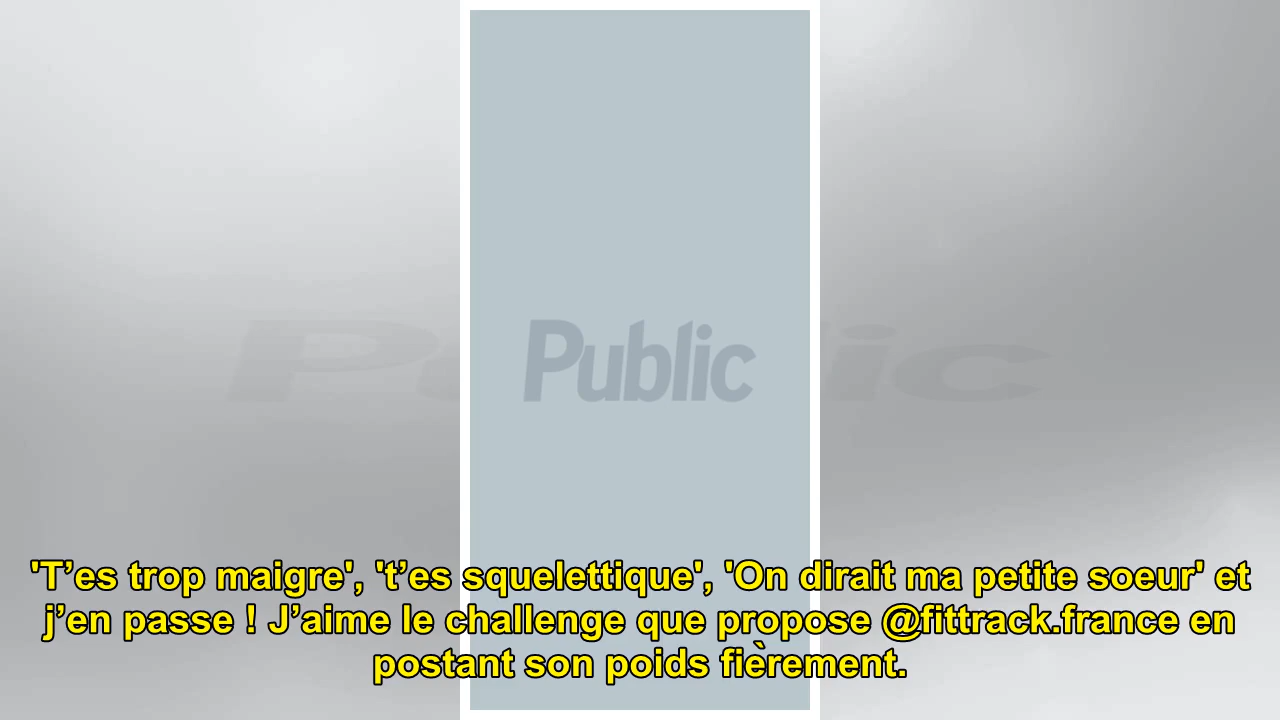 Public
'T’es trop maigre', 't’es squelettique', 'On dirait ma petite soeur' et
j’en passe ! J’aime le challenge que propose @fittrack.france en
postant son poids fièrement.